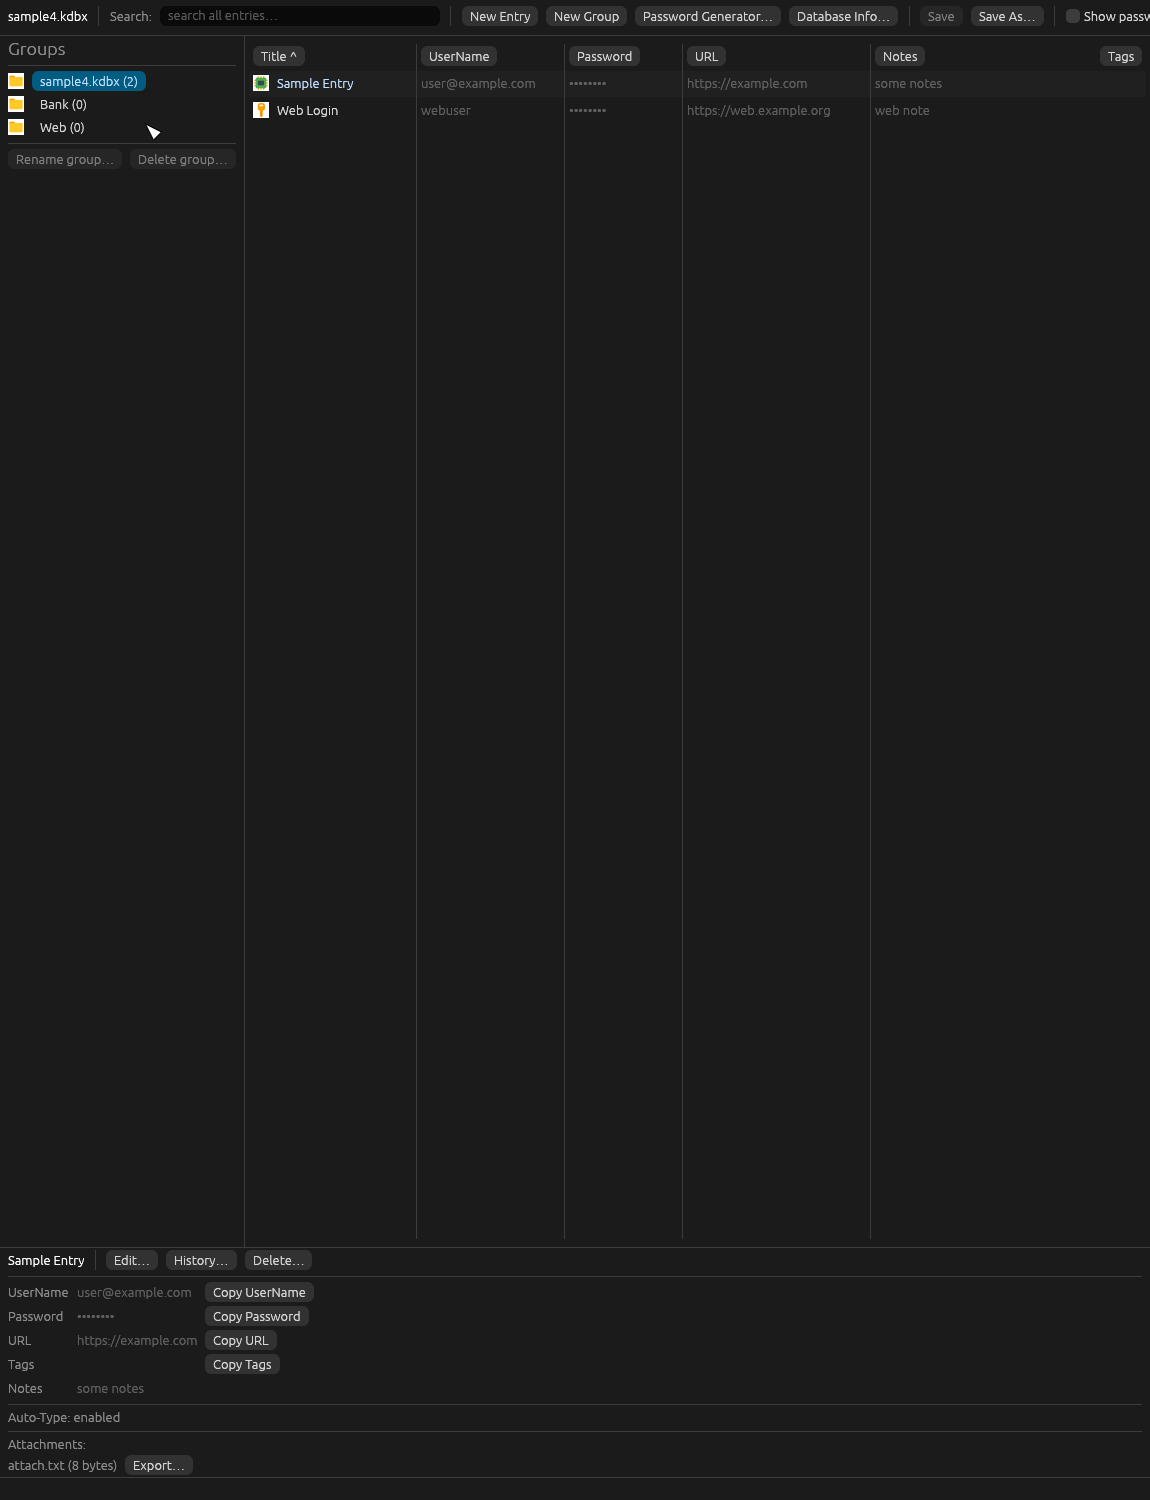 sample4.kdbx Search: search all entries... New Entry New Group Password Generator... Database Info... Save Save As... Show passw
Groups
sample4.kdbx (2)
Bank (0)
Web (0)
Rename group... Delete group...
Title ^ UserName Password URL Notes Tags
Sample Entry user@example.com •••••••• https://example.com some notes
Web Login webuser •••••••• https://web.example.org web note
Sample Entry Edit... History... Delete...
UserName user@example.com Copy UserName
Password •••••••• Copy Password
URL https://example.com Copy URL
Tags Copy Tags
Notes some notes
Auto-Type: enabled
Attachments:
attach.txt (8 bytes) Export...